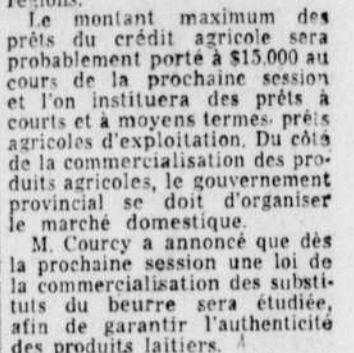 régions.
Le montant maximum des
prêts du crédit agricole sera
probablement porté à $15.000 au
cours de la prochaine session
et l'on instituera des prêts à
courts et à moyens termes, prêts
agricoles d'exploitation. Du côté
de la commercialisation des pro-
duits agricoles, le gouvernement
provincial se doit d'organiser
le marché domestique.
M. Courcy a annoncé que dès
la prochaine session une loi de
la commercialisation des substi-
tuts du beurre sera étudiée,
afin de garantir l'authenticité
des produits laitiers.